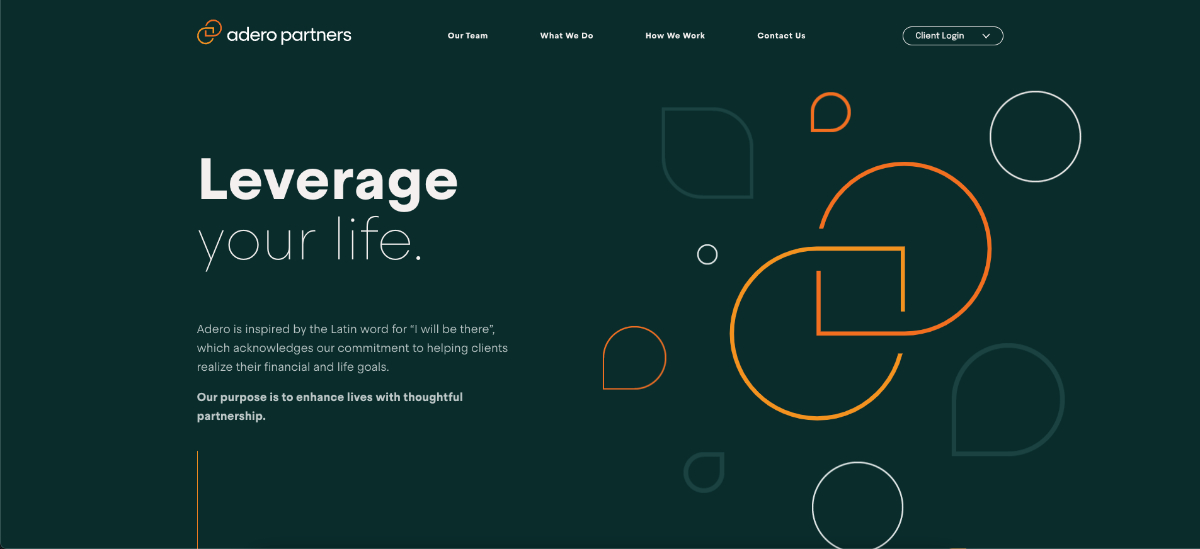 adero partners
Our Team
What We Do
How We Work
Contact Us
Client Login
Leverage
your life.
Adero is inspired by the Latin word for “I will be there”,
which acknowledges our commitment to helping clients
realize their financial and life goals.
Our purpose is to enhance lives with thoughtful
partnership.